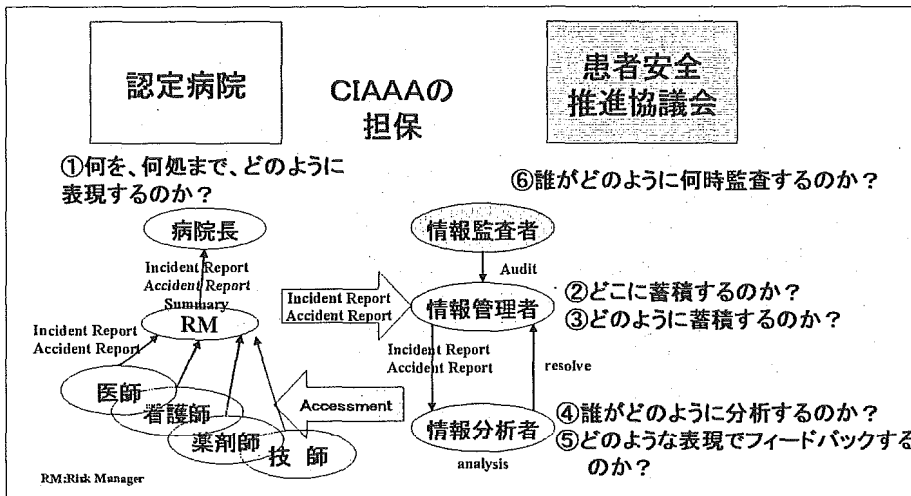 認定病院
CIAAAの
担保
患者安全
推進協議会
①何を、何処まで、どのように
表現するのか?
⑥誰がどのように何時監査するのか?
病院長
Incident Report
Accident Report
Summary
RM
Incident Report
Accident Report
医師
看護師
薬剤師
技 師
RM:Risk Manager
Incident Report
Accident Report
Accessment
情報監査者
Audit
情報管理者
②どこに蓄積するのか?
③どのように蓄積するのか?
Incident Report
Accident Report
resolve
情報分析者
analysis
④誰がどのように分析するのか?
⑤どのような表現でフィードバックする
のか?